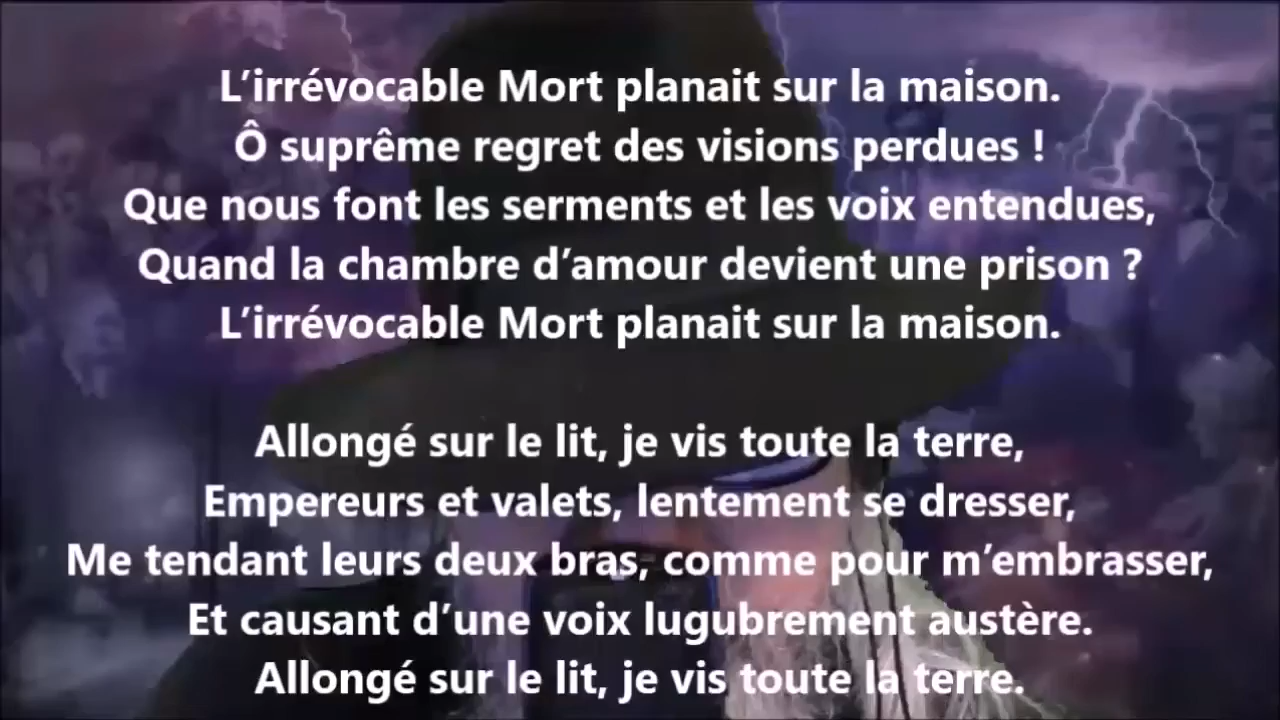 L’irrévocable Mort planait sur la maison.
Ô suprême regret des visions perdues !
Que nous font les serments et les voix entendues,
Quand la chambre d’amour devient une prison ?
L’irrévocable Mort planait sur la maison.
Allongé sur le lit, je vis toute la terre,
Empereurs et valets, lentement se dresser,
Me tendant leurs deux bras, comme pour m’embrasser,
Et causant d’une voix lugubrement austère.
Allongé sur le lit, je vis toute la terre.